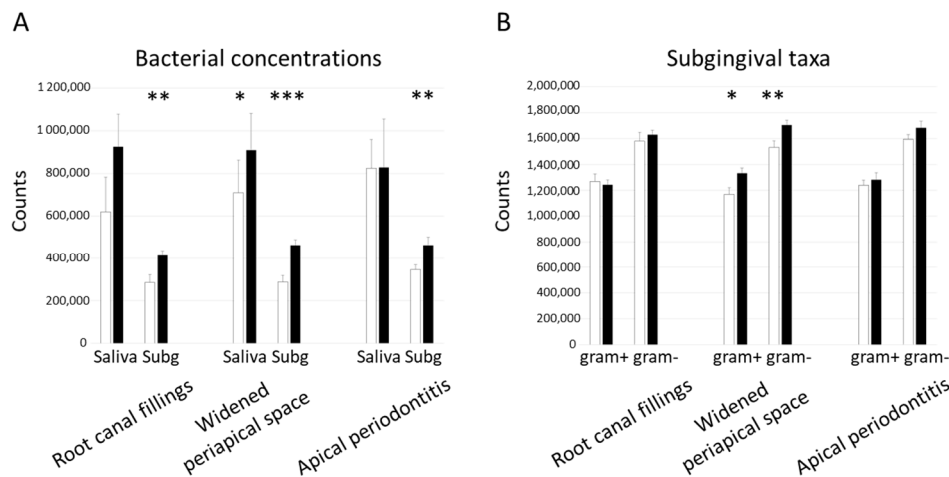 A
Bacterial concentrations
** * *** **
1 200,000
1 000,000
800,000
600,000
400,000
200,000
0
Counts
Saliva Subg Saliva Subg Saliva Subg
Root canal fillings
Widened
periapical space
Apical periodontitis
B
Subgingival taxa
* **
2,000,000
1,800,000
1,600,000
1,400,000
1,200,000
1,000,000
800,000
600,000
400,000
200,000
0
Counts
gram+ gram- gram+ gram- gram+ gram-
Root canal fillings
Widened
periapical space
Apical periodontitis